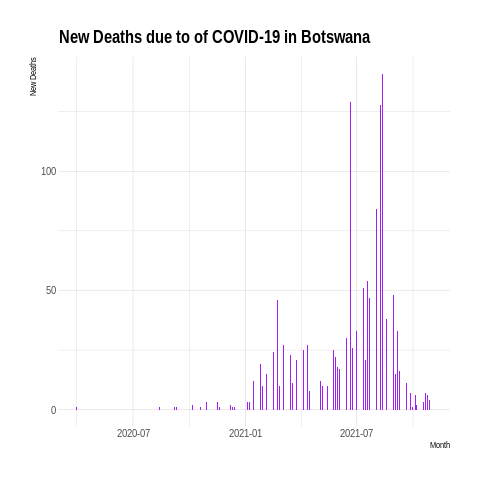 New Deaths due to of COVID-19 in Botswana
New Deaths
100
50
0
2020-07
2021-01
2021-07
Month